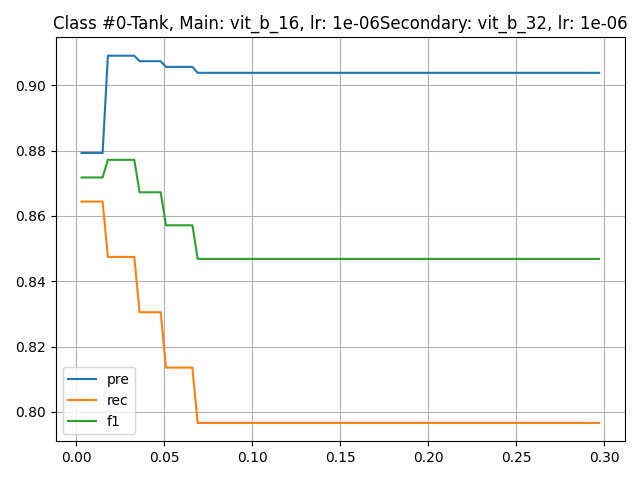 Class #0-Tank, Main: vit_b_16, lr: 1e-06Secondary: vit_b_32, lr: 1e-06
0.90
0.88
0.86
0.84
0.82
0.80
pre
rec
f1
0.00 0.05 0.10 0.15 0.20 0.25 0.30